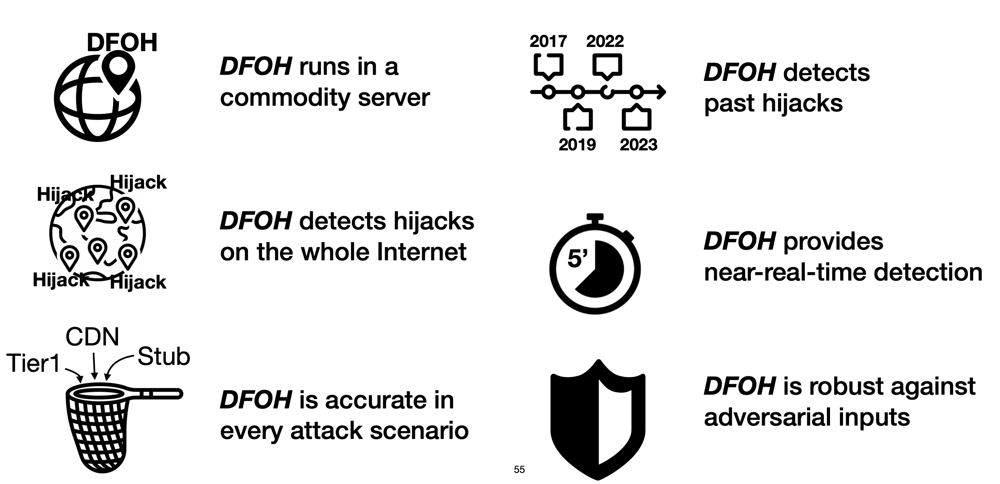 DFOH
DFOH runs in a
commodity server
2017 2022
2019 2023
DFOH detects
past hijacks
Hijack
Hijack
Hijack
Hijack
DFOH detects hijacks
on the whole Internet
5’
DFOH provides
near-real-time detection
CDN
Tier1
Stub
DFOH is accurate in
every attack scenario
DFOH is robust against
adversarial inputs
55